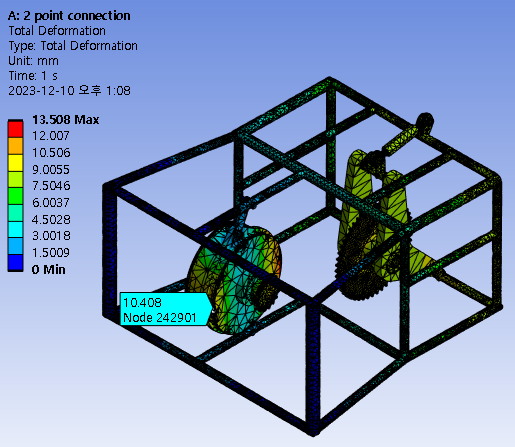 A: 2 point connection
Total Deformation
Type: Total Deformation
Unit: mm
Time: 1 s
2023-12-10 오후 1:08
13.508 Max
12.007
10.506
9.0055
7.5046
6.0037
4.5028
3.0018
1.5009
0 Min
10.408
Node 242901